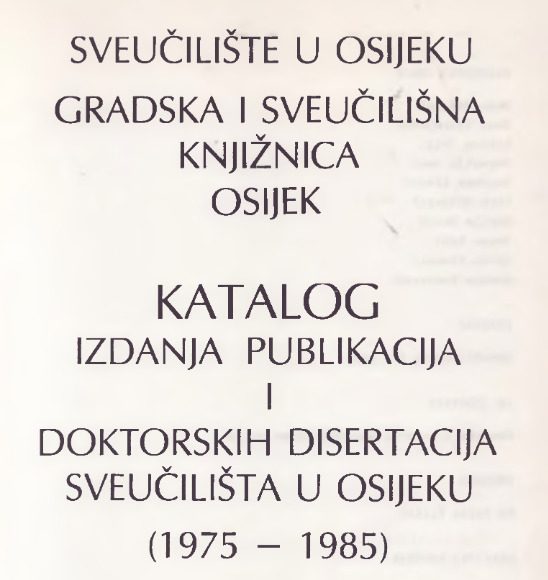 SVEUČILIŠTE U OSIJEKU
GRADSKA I SVEUČILIŠNA
KNJIŽNICA
OSIJEK
KATALOG
IZDANJA PUBLIKACIJA
I
DOKTORSKIH DISERTACIJA
SVEUČILIŠTA U OSIJEKU
(1975 – 1985)